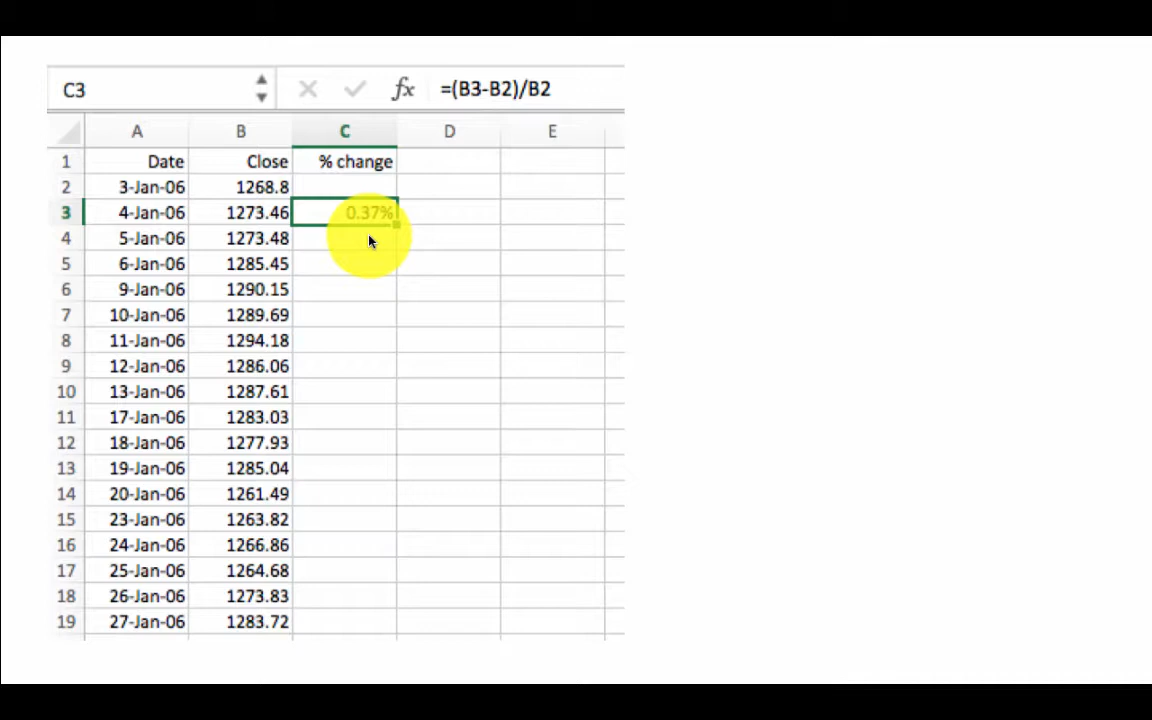 C3 fx =(B3-B2)/B2
A B C D E
1 Date Close % change
2 3-Jan-06 1268.8
3 4-Jan-06 1273.46 0.37%
4 5-Jan-06 1273.48
5 6-Jan-06 1285.45
6 9-Jan-06 1290.15
7 10-Jan-06 1289.69
8 11-Jan-06 1294.18
9 12-Jan-06 1286.06
10 13-Jan-06 1287.61
11 17-Jan-06 1283.03
12 18-Jan-06 1277.93
13 19-Jan-06 1285.04
14 20-Jan-06 1261.49
15 23-Jan-06 1263.82
16 24-Jan-06 1266.86
17 25-Jan-06 1264.68
18 26-Jan-06 1273.83
19 27-Jan-06 1283.72